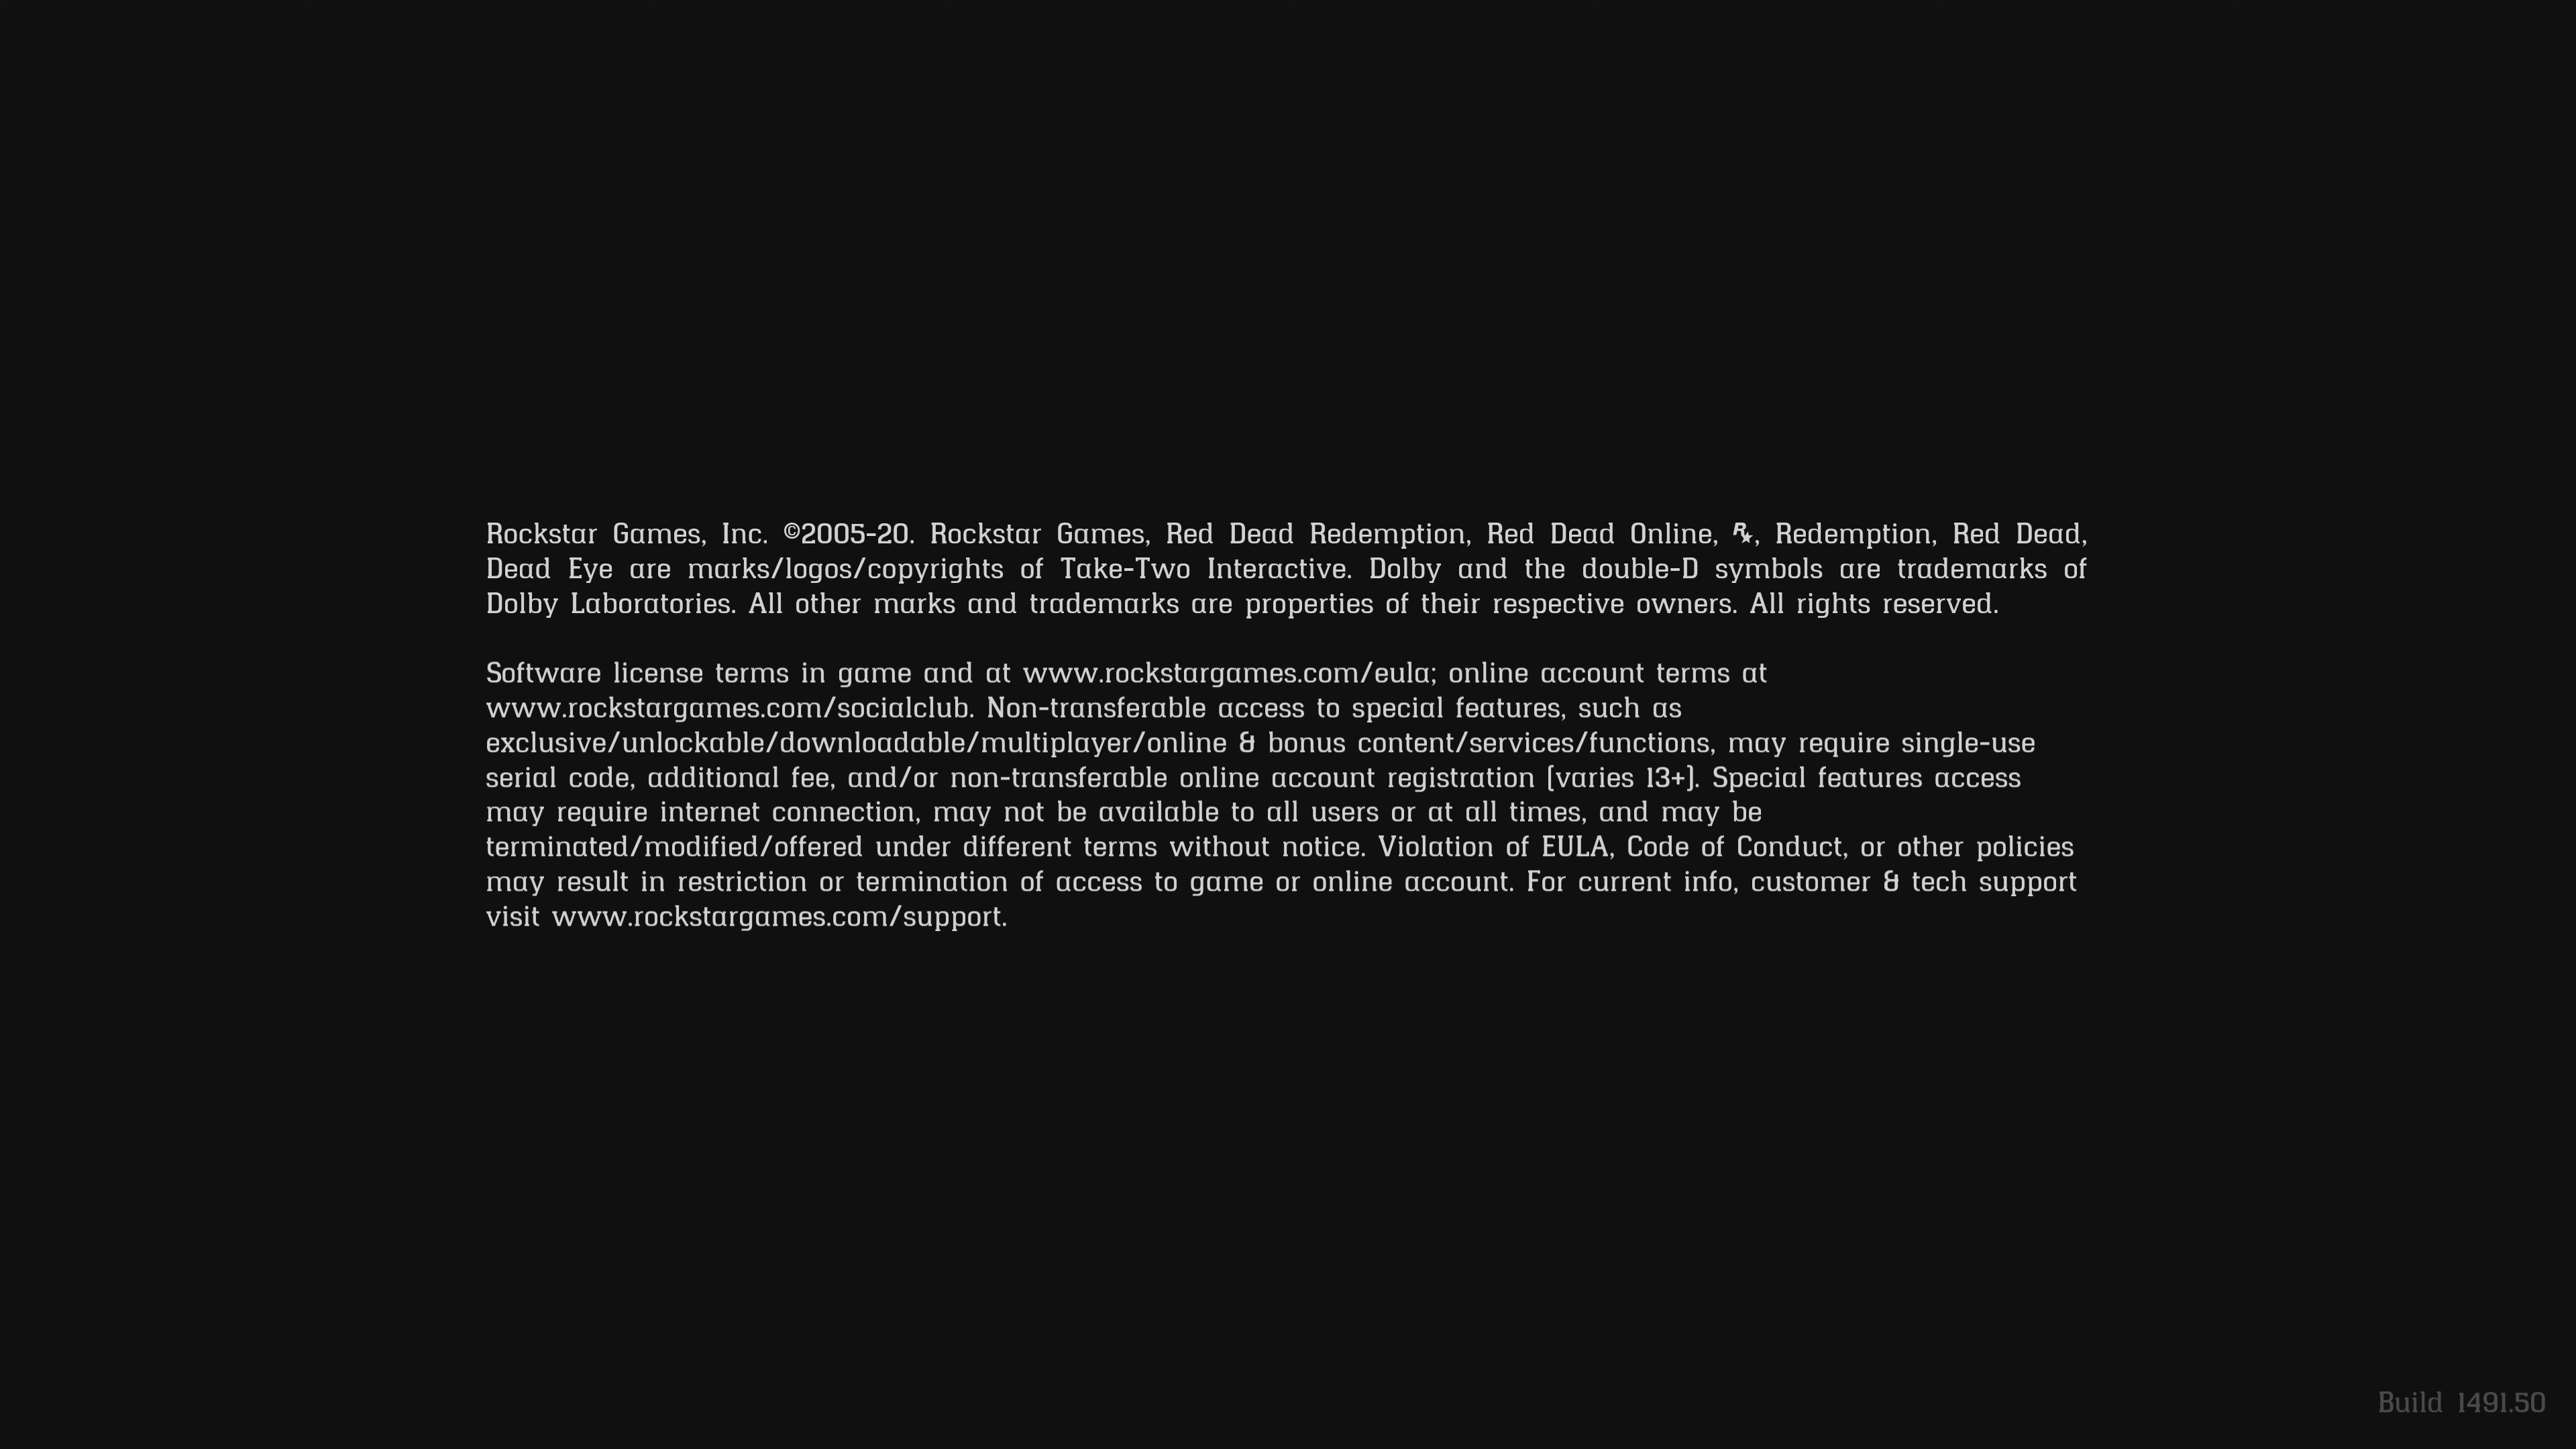 Rockstar Games, Inc. ©2005-20. Rockstar Games, Red Dead Redemption, Red Dead Online, R★, Redemption, Red Dead,
Dead Eye are marks/logos/copyrights of Take-Two Interactive. Dolby and the double-D symbols are trademarks of
Dolby Laboratories. All other marks and trademarks are properties of their respective owners. All rights reserved.
Software license terms in game and at www.rockstargames.com/eula; online account terms at
www.rockstargames.com/socialclub. Non-transferable access to special features, such as
exclusive/unlockable/downloadable/multiplayer/online & bonus content/services/functions, may require single-use
serial code, additional fee, and/or non-transferable online account registration (varies 13+). Special features access
may require internet connection, may not be available to all users or at all times, and may be
terminated/modified/offered under different terms without notice. Violation of EULA, Code of Conduct, or other policies
may result in restriction or termination of access to game or online account. For current info, customer & tech support
visit www.rockstargames.com/support.
Build 1491.50